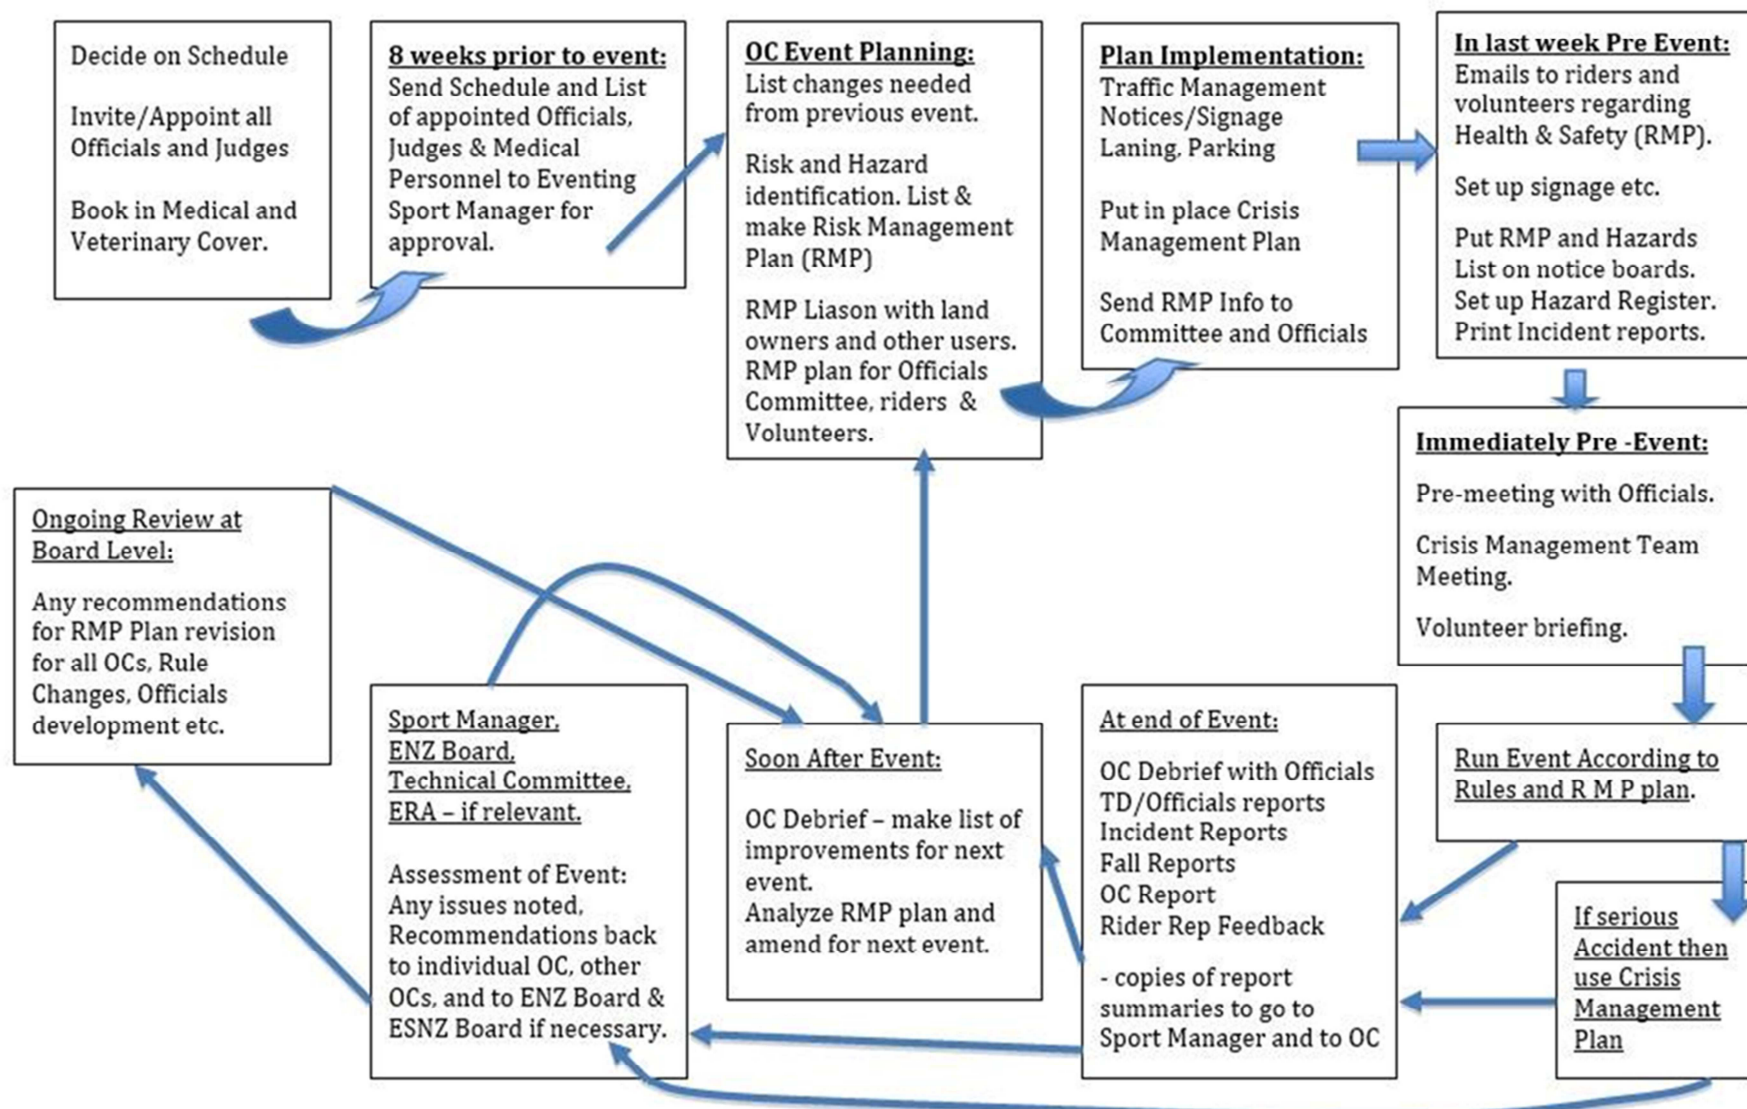 Decide on Schedule
Invite/Appoint all
Officials and Judges
Book in Medical and
Veterinary Cover.
8 weeks prior to event:
Send Schedule and List
of appointed Officials,
Judges & Medical
Personnel to Eventing
Sport Manager for
approval.
OC Event Planning:
List changes needed
from previous event.
Risk and Hazard
identification. List &
make Risk Management
Plan (RMP)
RMP Liason with land
owners and other users.
RMP plan for Officials
Committee, riders &
Volunteers.
Plan Implementation:
Traffic Management
Notices/Signage
Laning, Parking
Put in place Crisis
Management Plan
Send RMP Info to
Committee and Officials
In last week Pre Event:
Emails to riders and
volunteers regarding
Health & Safety (RMP).
Set up signage etc.
Put RMP and Hazards
List on notice boards.
Set up Hazard Register.
Print Incident reports.
Immediately Pre -Event:
Pre-meeting with Officials.
Crisis Management Team
Meeting.
Volunteer briefing.
Run Event According to
Rules and R M P plan.
If serious
Accident then
use Crisis
Management
Plan
At end of Event:
OC Debrief with Officials
TD/Officials reports
Incident Reports
Fall Reports
OC Report
Rider Rep Feedback
- copies of report
summaries to go to
Sport Manager and to OC
Soon After Event:
OC Debrief – make list of
improvements for next
event.
Analyze RMP plan and
amend for next event.
Sport Manager,
ENZ Board,
Technical Committee,
ERA – if relevant.
Assessment of Event:
Any issues noted,
Recommendations back
to individual OC, other
OCs, and to ENZ Board &
ESNZ Board if necessary.
Ongoing Review at
Board Level:
Any recommendations
for RMP Plan revision
for all OCs, Rule
Changes, Officials
development etc.